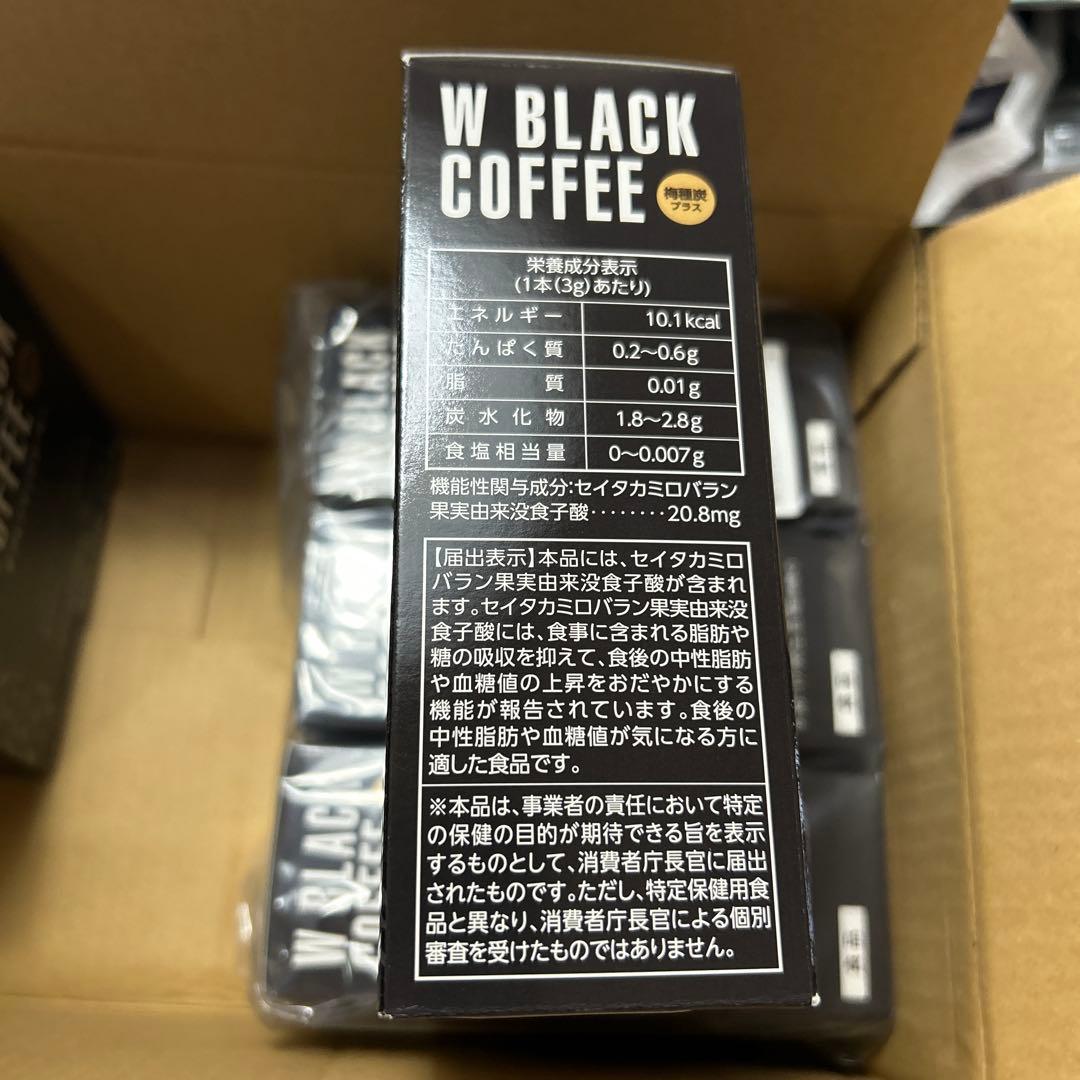 W BLACK
COFFEE
梅種炭
プラス
栄養成分表示
(1本(3g)あたり)
エネルギー 10.1kcal
たんぱく質 0.2～0.6g
脂質 0.01g
炭水化物 1.8～2.8g
食塩相当量 0～0.007g
機能性関与成分:セイタカミロバラン
果実由来没食子酸‥‥‥‥20.8mg
【届出表示】本品には、セイタカミロ
バラン果実由来没食子酸が含まれ
ます。セイタカミロバラン果実由来没
食子酸には、食事に含まれる脂肪や
糖の吸収を抑えて、食後の中性脂肪
や血糖値の上昇をおだやかにする
機能が報告されています。食後の
中性脂肪や血糖値が気になる方に
適した食品です。
※本品は、事業者の責任において特定
の保健の目的が期待できる旨を表示
するものとして、消費者庁長官に届出
されたものです。ただし、特定保健用食
品と異なり、消費者庁長官による個別
審査を受けたものではありません。
W BLACK
W BLACK
COFFEE
COFFEE